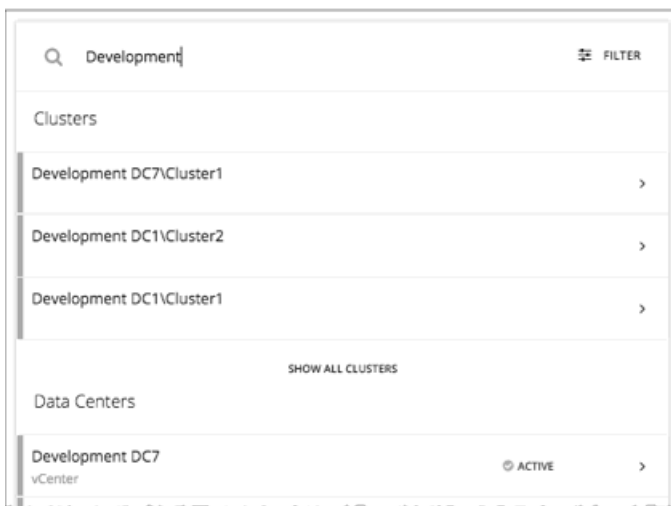 Development
FILTER
Clusters
Development DC7\Cluster1
Development DC1\Cluster2
Development DC1\Cluster1
SHOW ALL CLUSTERS
Data Centers
Development DC7
ACTIVE
vCenter